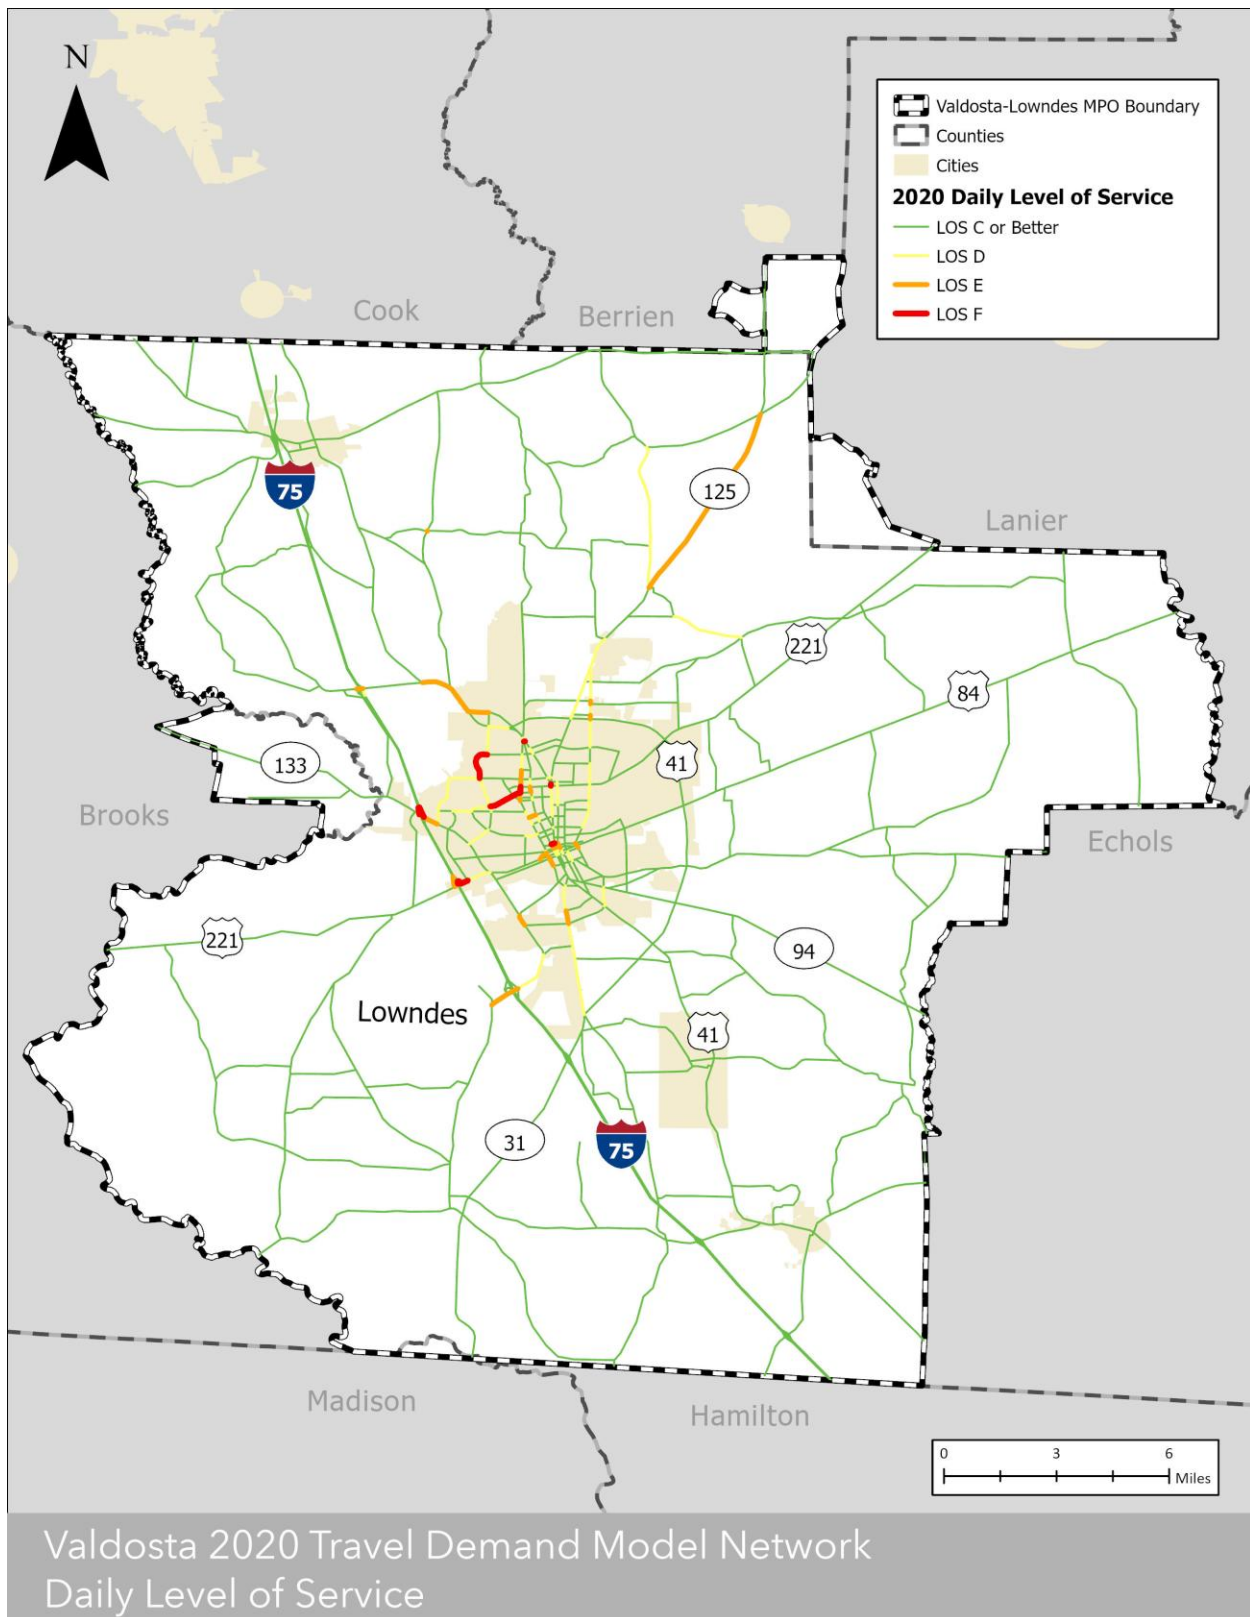 N
Valdosta-Lowndes MPO Boundary
Counties
Cities
2020 Daily Level of Service
LOS C or Better
LOS D
LOS E
LOS F
Cook
Berrien
75
125
Lanier
221
84
133
41
Brooks
Echols
221
94
Lowndes
41
31
75
Madison
Hamilton
0 3 6
Miles
Valdosta 2020 Travel Demand Model Network
Daily Level of Service